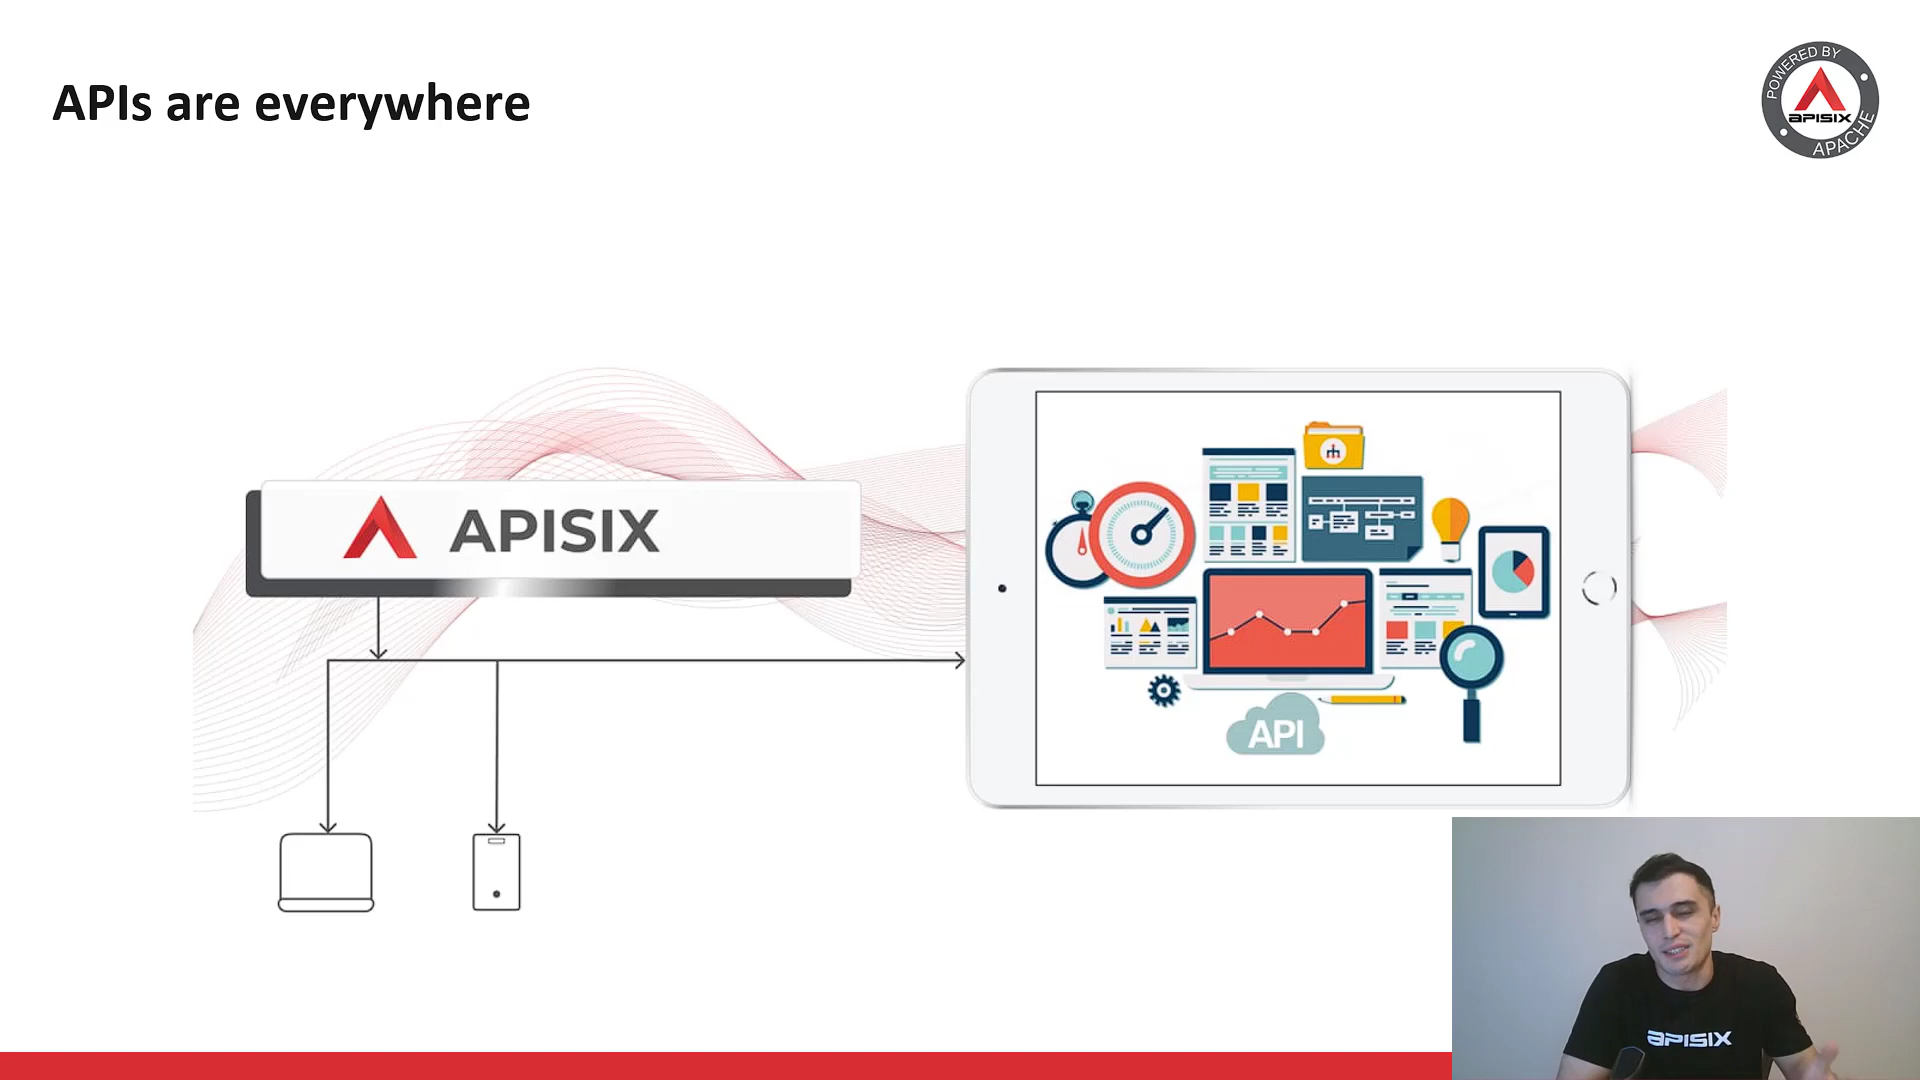 APIs are everywhere
POWERED BY
APISIX
APACHE
APISIX
API
APISIX